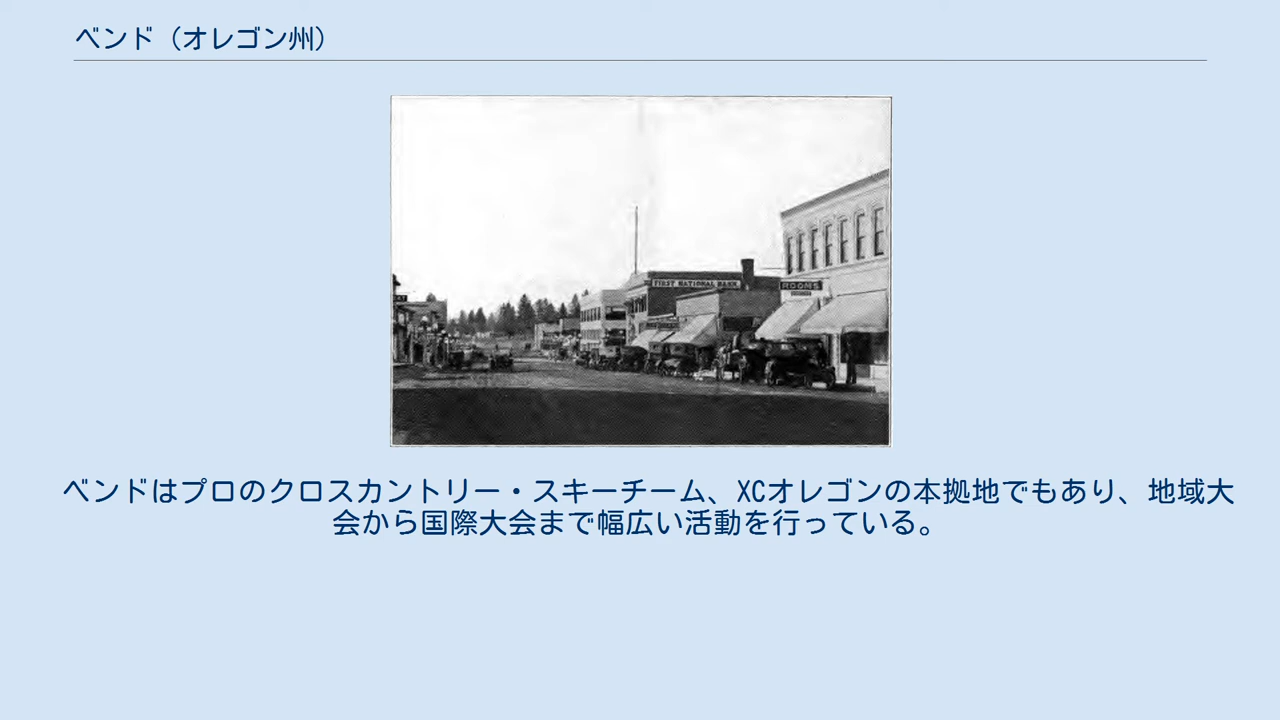 ベンド（オレゴン州）
FIRST NATIONAL BANK
ROOMS
ベンドはプロのクロスカントリー・スキーチーム、XCオレゴンの本拠地でもあり、地域大
会から国際大会まで幅広い活動を行っている。